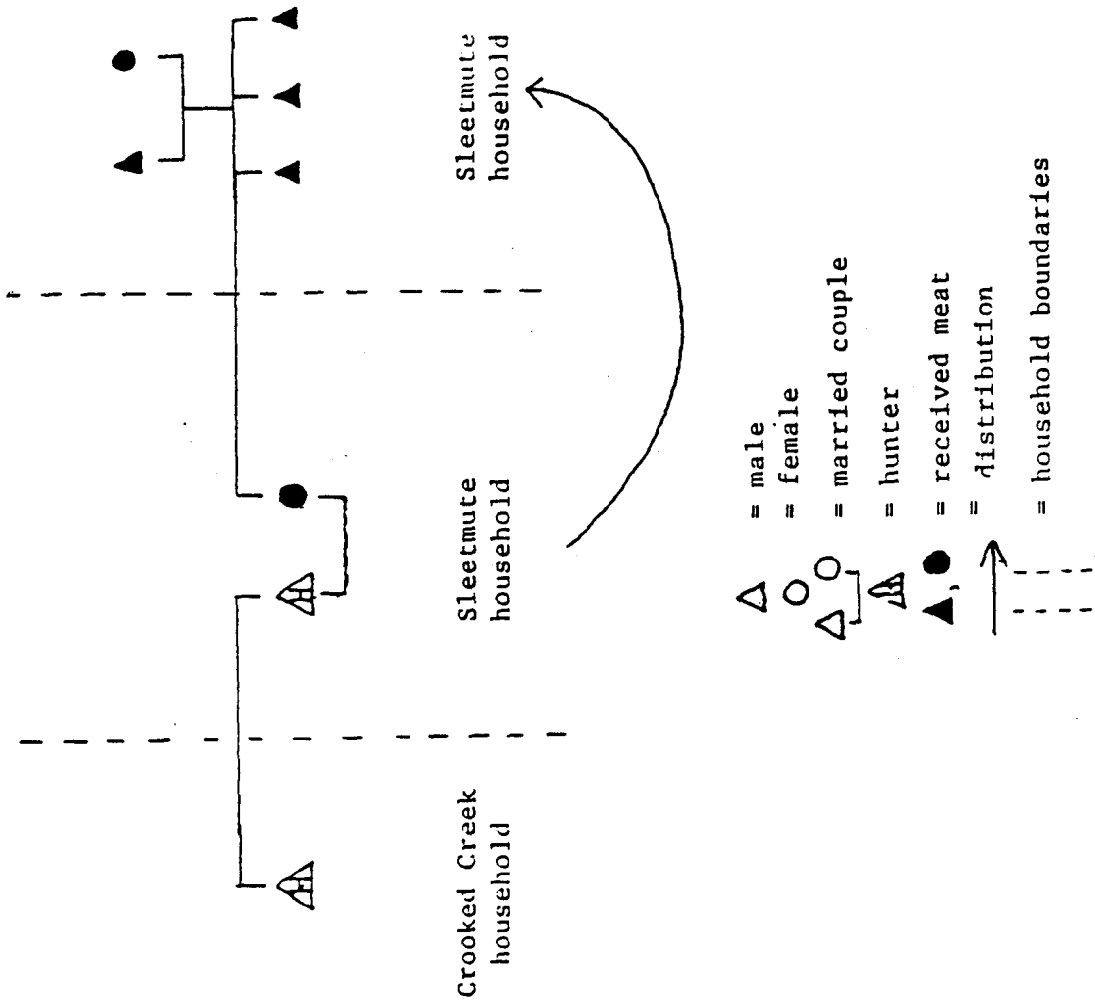 Crooked Creek
household
Sleetmute
household
Sleetmute
household
= male
= female
= married couple
= hunter
= received meat
= distribution
= household boundaries